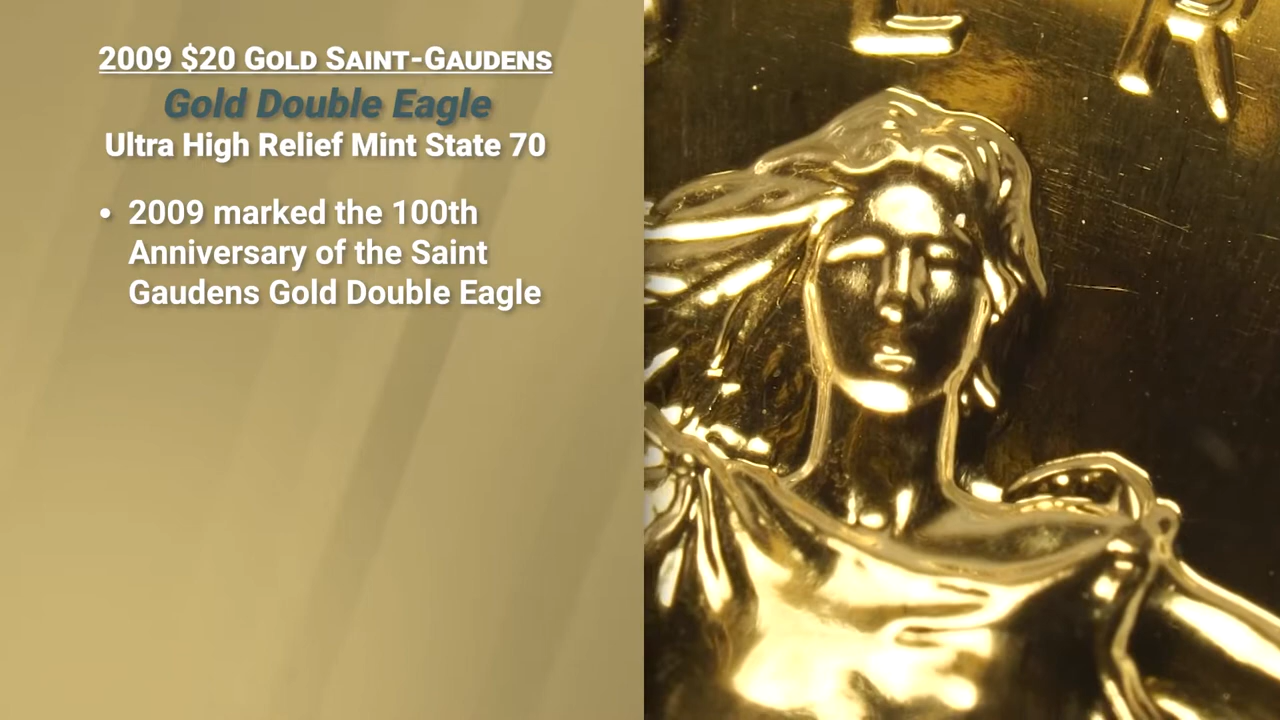 2009 $20 Gold Saint-Gaudens
Gold Double Eagle
Ultra High Relief Mint State 70
• 2009 marked the 100th
Anniversary of the Saint
Gaudens Gold Double Eagle